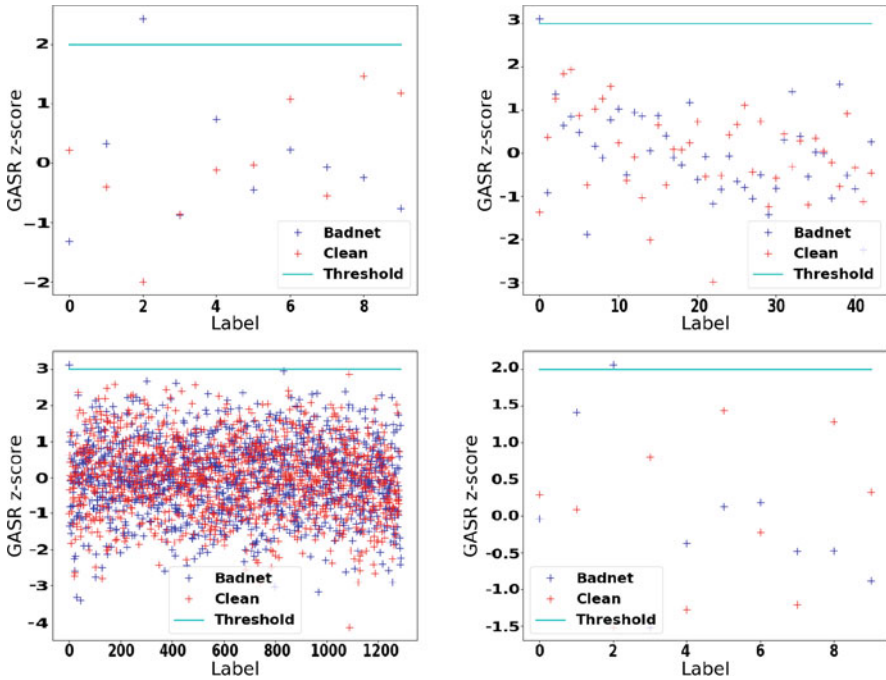 GASR z-score
2
1
0
-1
-2
0 2 4 6 8
Label
Badnet
Clean
Threshold
GASR z-score
3
2
1
0
-1
-2
-3
0 10 20 30 40
Label
Badnet
Clean
Threshold
GASR z-score
3
2
1
0
-1
-2
-3
-4
0 200 400 600 800 1000 1200
Label
Badnet
Clean
Threshold
GASR z-score
2.0
1.5
1.0
0.5
0.0
-0.5
-1.0
-1.5
0 2 4 6 8
Label
Badnet
Clean
Threshold